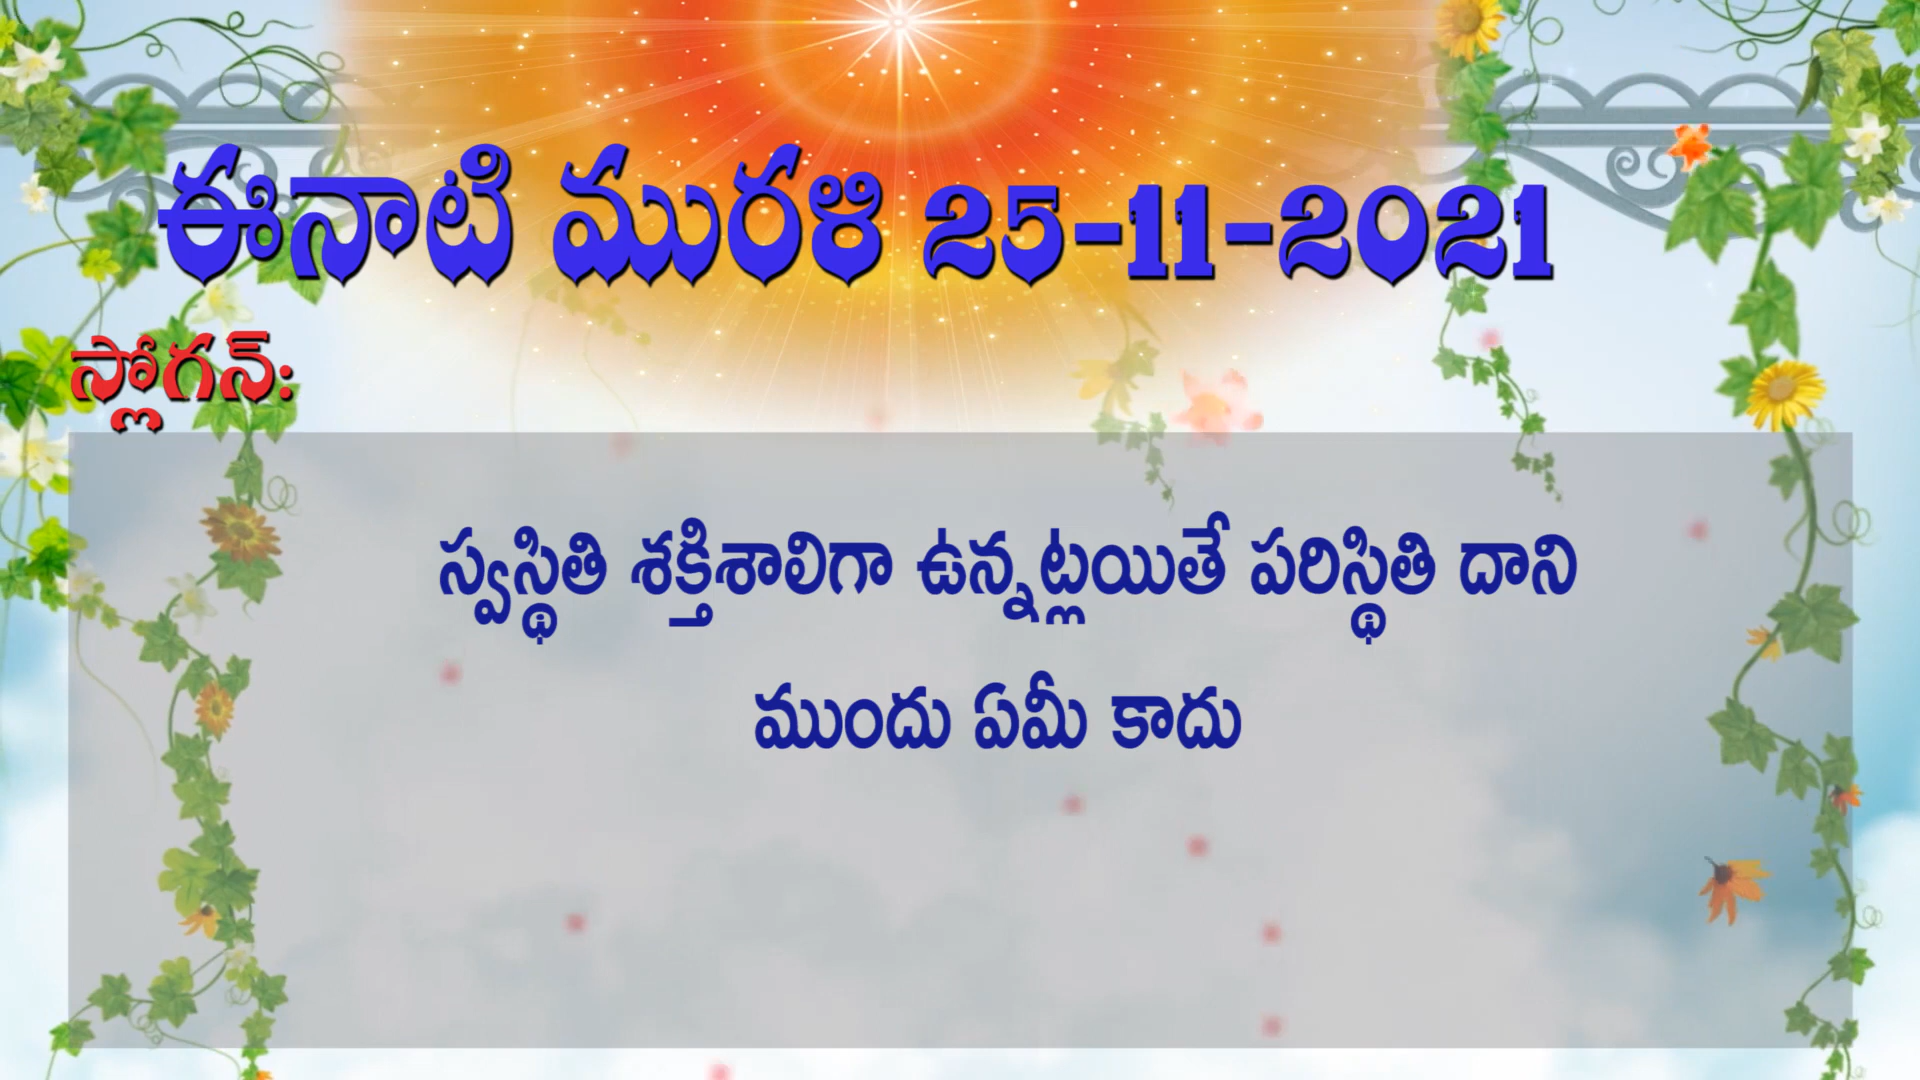 ఈనాటి మురళి 25-11-2021
స్లోగన్:
స్వస్థితి శక్తిశాలిగా ఉన్నట్లయితే పరిస్థితి దాని
ముందు ఏమీ కాదు